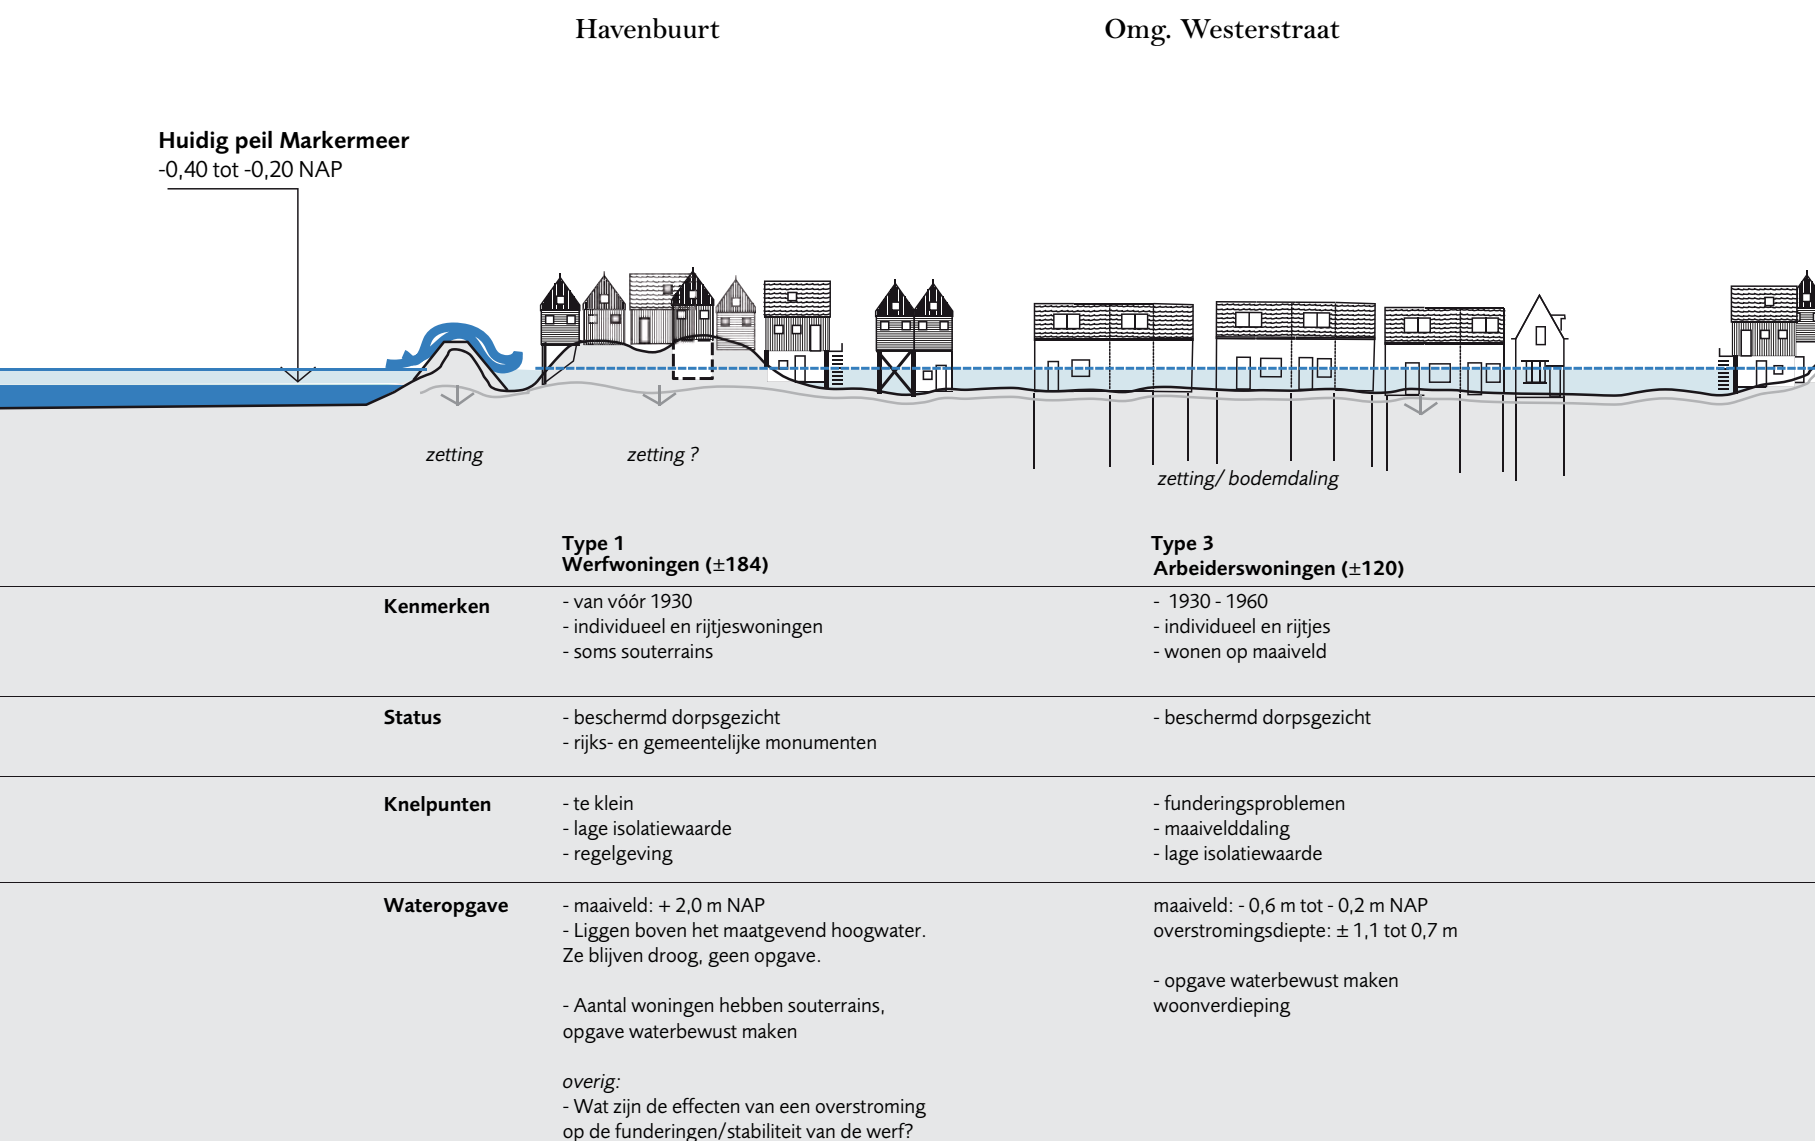 Havenbuurt
Omg. Westerstraat
Huidig peil Markermeer
-0,40 tot -0,20 NAP
zetting
zetting ?
zetting/ bodemdaling
Type 1
Werfwoningen (±184)
Type 3
Arbeiderswoningen (±120)
Kenmerken
- van vóór 1930
- individueel en rijtjeswoningen
- soms souterrains
- 1930 - 1960
- individueel en rijtjes
- wonen op maaiveld
Status
- beschermd dorpsgezicht
- rijks- en gemeentelijke monumenten
- beschermd dorpsgezicht
Knelpunten
- te klein
- lage isolatiewaarde
- regelgeving
- funderingsproblemen
- maaivelddaling
- lage isolatiewaarde
Wateropgave
- maaiveld: + 2,0 m NAP
- Liggen boven het maatgevend hoogwater.
Ze blijven droog, geen opgave.
- Aantal woningen hebben souterrains,
opgave waterbewust maken
overig:
- Wat zijn de effecten van een overstroming
op de funderingen/stabiliteit van de werf?
maaiveld: - 0,6 m tot - 0,2 m NAP
overstromingsdiepte: ± 1,1 tot 0,7 m
- opgave waterbewust maken
woonverdieping